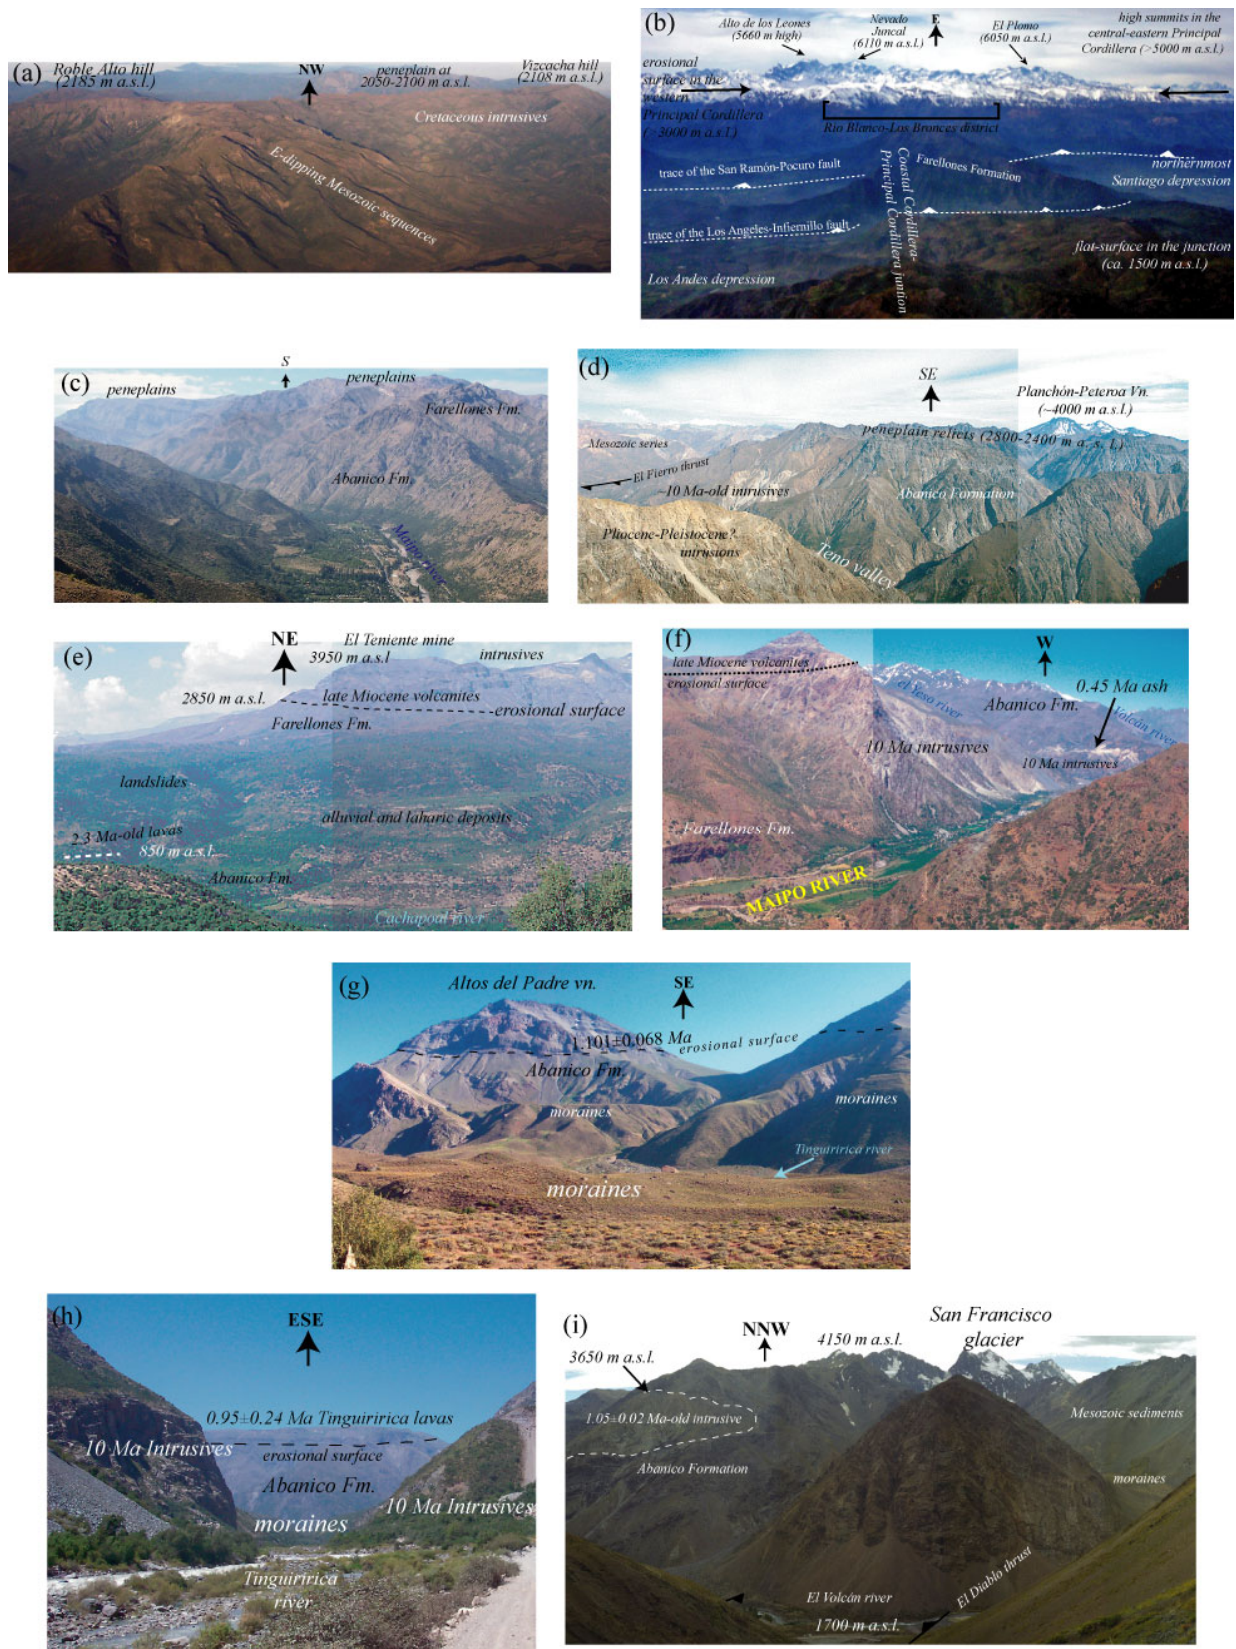 (a)
Roble Alto hill
(2185 m a.s.l.)
NW
peneplain at
2050-2100 m a.s.l.
Vizcacha hill
(2108 m a.s.l.)
Cretaceous intrusives
E-dipping Mesozoic sequences
(b)
Alto de los Leones
(5660 m high)
Nevado
Juncal
(6110 m a.s.l.)
E
El Plomo
(6050 m a.s.l.)
high summits in the
central-eastern Principal
Cordillera (>5000 m a.s.l.)
erosional
surface in the
western
Principal Cordillera
(>3000 m a.s.l.)
Río Blanco-Los Bronces district
trace of the San Ramón-Pocuro fault
Farellones Formation
northernmost
Santiago depression
Coastal Cordillera-
Principal Cordillera juntion
trace of the Los Angeles-Infiernillo fault
flat-surface in the junction
(ca. 1500 m a.s.l.)
Los Andes depression
(c)
peneplains
S
peneplains
Farellones Fm.
Abanico Fm.
Maipo river
(d)
SE
Planchón-Peteroa Vn.
(~4000 m a.s.l.)
Mesozoic series
peneplain relicts (2800-2400 m a. s. l.)
El Fierro thrust
~10 Ma-old intrusives
Abanico Formation
Pliocene-Pleistocene?
intrusions
Teno valley
(e)
NE
El Teniente mine
3950 m a.s.l
intrusives
2850 m a.s.l.
late Miocene volcanites
erosional surface
Farellones Fm.
landslides
alluvial and laharic deposits
2.3 Ma-old lavas
850 m a.s.l.
Abanico Fm.
Cachapoal river
(f)
W
late Miocene volcanites
erosional surface
0.45 Ma ash
el Yeso river
Abanico Fm.
Volcán river
10 Ma intrusives
10 Ma intrusives
Farellones Fm.
MAIPO RIVER
(g)
Altos del Padre vn.
SE
1.101±0.068 Ma
erosional surface
Abanico Fm.
moraines
moraines
Tinguiririca river
moraines
(h)
ESE
0.95±0.24 Ma Tinguiririca lavas
10 Ma Intrusives
erosional surface
Abanico Fm.
10 Ma Intrusives
moraines
Tinguiririca
river
(i)
NNW
San Francisco
glacier
4150 m a.s.l.
3650 m a.s.l.
1.05±0.02 Ma-old intrusive
Mesozoic sediments
Abanico Formation
moraines
El Diablo thrust
El Volcán river
1700 m a.s.l.